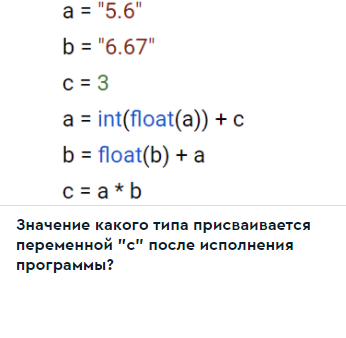 a = "5.6"
b = "6.67"
c = 3
a = int(float(a)) + c
b = float(b) + a
c = a * b
Значение какого типа присваивается
переменной "c" после исполнения
программы?